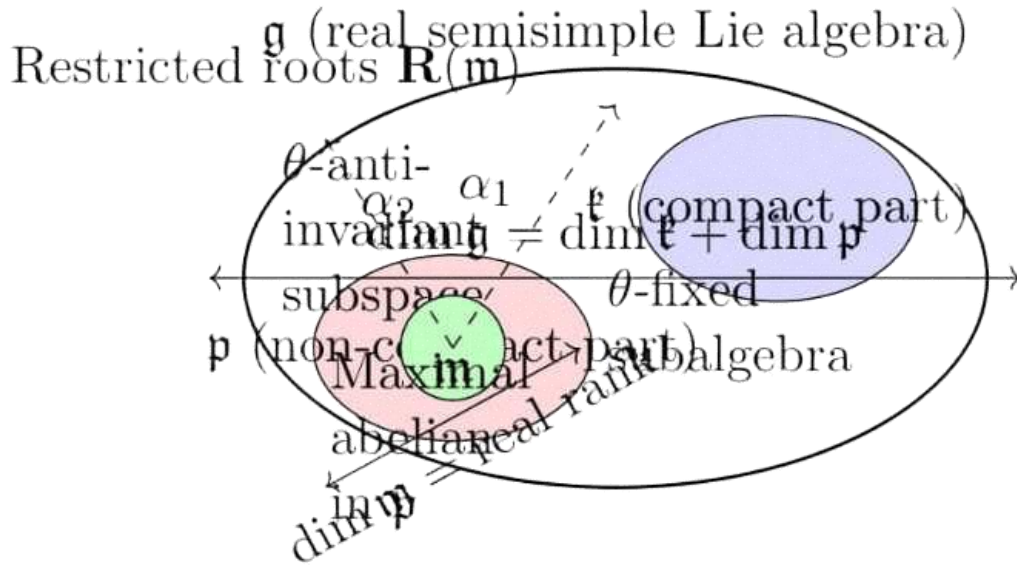 𝔤 (real semisimple Lie algebra)
Restricted roots 𝐑(𝔪)
θ-anti-
invariant
subspace
α₂
α₁
𝔨 (compact part)
dim 𝔤 = dim 𝔨 + dim 𝔭
θ-fixed
subalgebra
𝔭 (non-compact part)
𝔪
Maximal
abelian
in 𝔭
dim 𝔪 = real rank